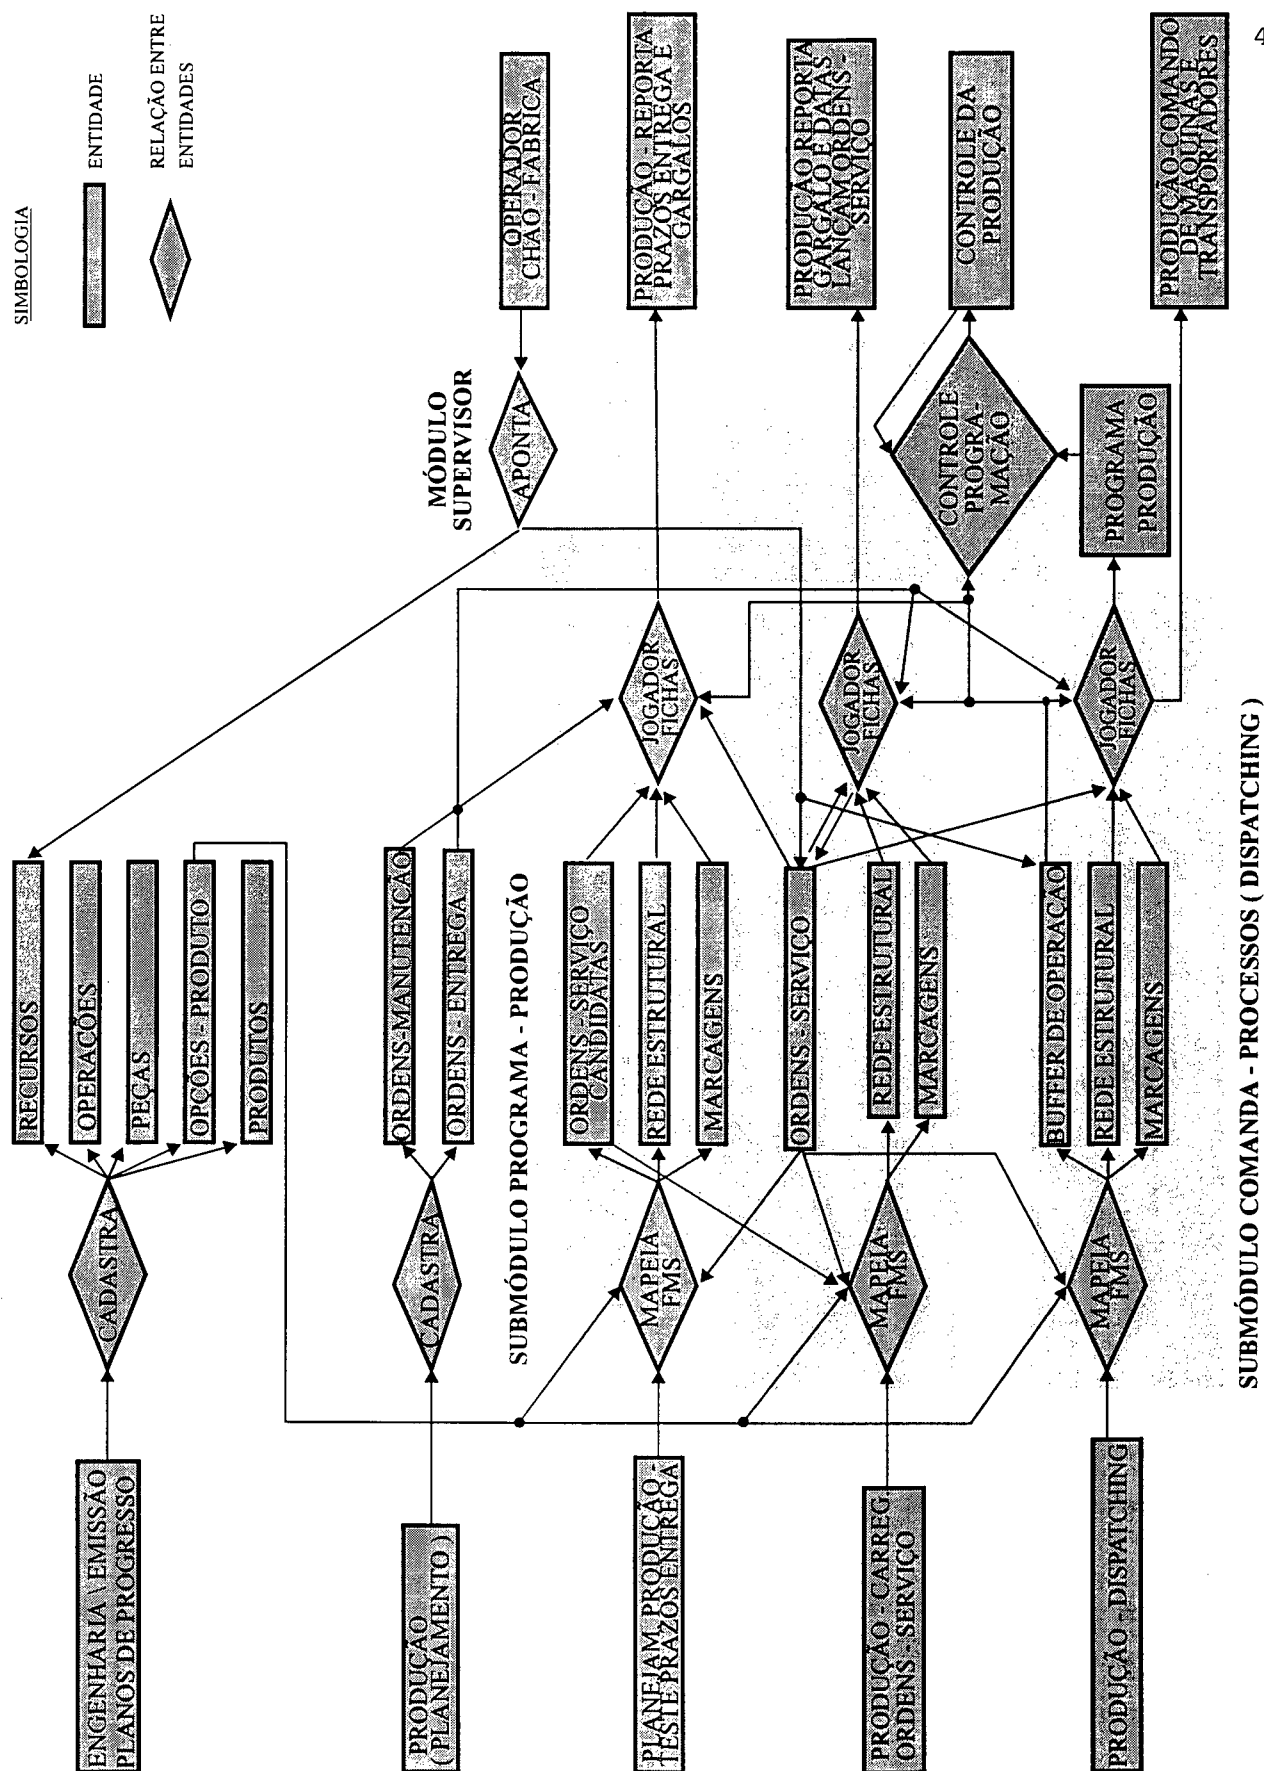 SIMBOLOGIA
ENTIDADE
RELAÇÃO ENTRE
ENTIDADES
4
ENGENHARIA \ EMISSÃO
PLANOS DE PROGRESSO
CADASTRA
RECURSOS
OPERAÇÕES
PEÇAS
OPÇÕES - PRODUTO
PRODUTOS
PRODUÇÃO
( PLANEJAMENTO )
CADASTRA
ORDENS-MANUTENÇÃO
ORDENS - ENTREGA
MÓDULO
SUPERVISOR
APONTA
OPERADOR
CHÃO - FÁBRICA
SUBMÓDULO PROGRAMA - PRODUÇÃO
PLANEJAM. PRODUÇÃO -
TESTE PRAZOS ENTREGA
MAPEIA
FMS
ORDENS - SERVIÇO
CANDIDATAS
REDE ESTRUTURAL
MARCAGENS
JOGADOR
FICHAS
PRODUÇÃO - REPORTA
PRAZOS ENTREGA E
GARGALOS
ORDENS - SERVIÇO
PRODUÇÃO - CARREG.
ORDENS - SERVIÇO
MAPEIA
FMS
REDE ESTRUTURAL
MARCAGENS
JOGADOR
FICHAS
PRODUÇÃO REPORTA
GARGALO E DATAS
LANÇAM ORDENS -
SERVIÇO
CONTROLE
PROGRA-
MAÇÃO
CONTROLE DA
PRODUÇÃO
PRODUÇÃO - DISPATCHING
MAPEIA
FMS
BUFFER DE OPERAÇÃO
REDE ESTRUTURAL
MARCAGENS
JOGADOR
FICHAS
PROGRAMA
PRODUÇÃO
PRODUÇÃO-COMANDO
DE MÁQUINAS E
TRANSPORTADORES
SUBMÓDULO COMANDA - PROCESSOS ( DISPATCHING )